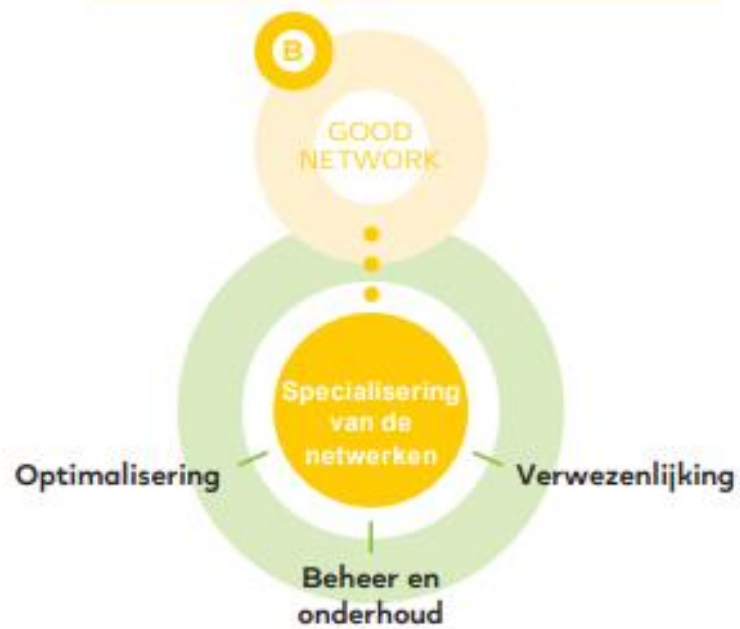 B
GOOD
NETWORK
Specialisering
van de
netwerken
Optimalisering
Verwezenlijking
Beheer en
onderhoud